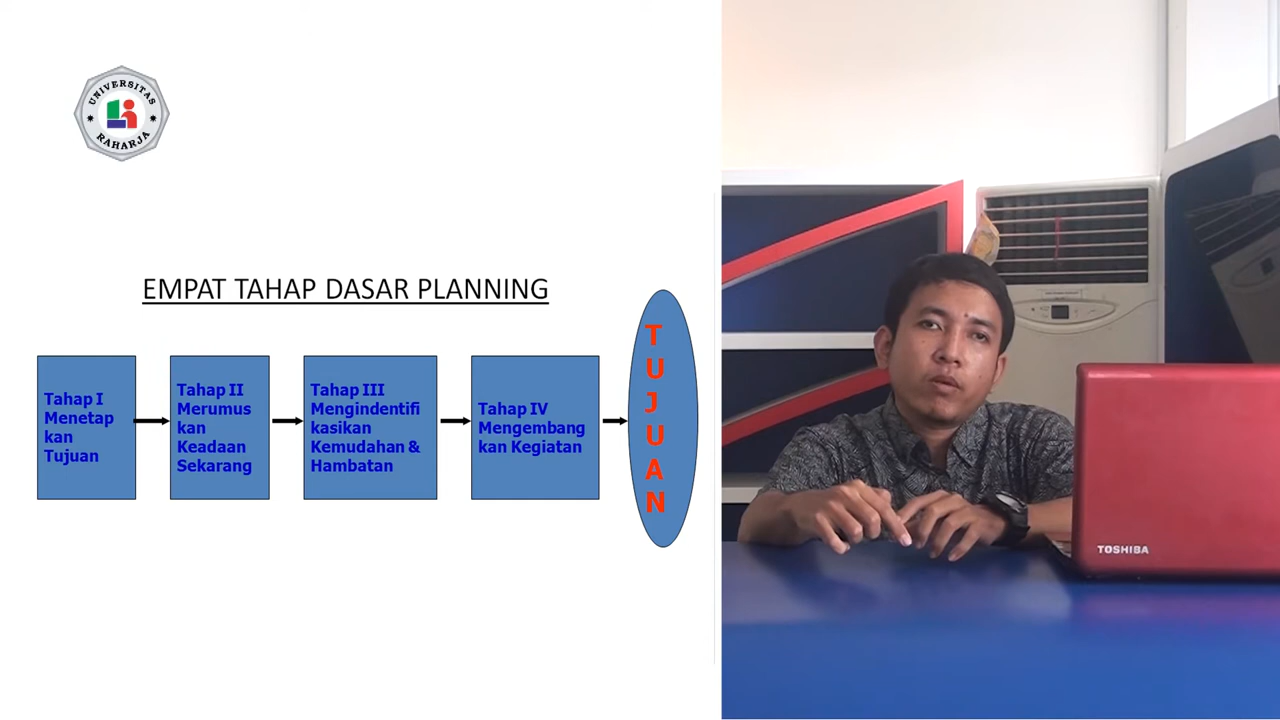 UNIVERSITAS
RAHARJA
EMPAT TAHAP DASAR PLANNING
Tahap I
Menetap
kan
Tujuan
Tahap II
Merumus
kan
Keadaan
Sekarang
Tahap III
Mengindentifi
kasikan
Kemudahan &
Hambatan
Tahap IV
Mengembang
kan Kegiatan
TUJUAN
TOSHIBA